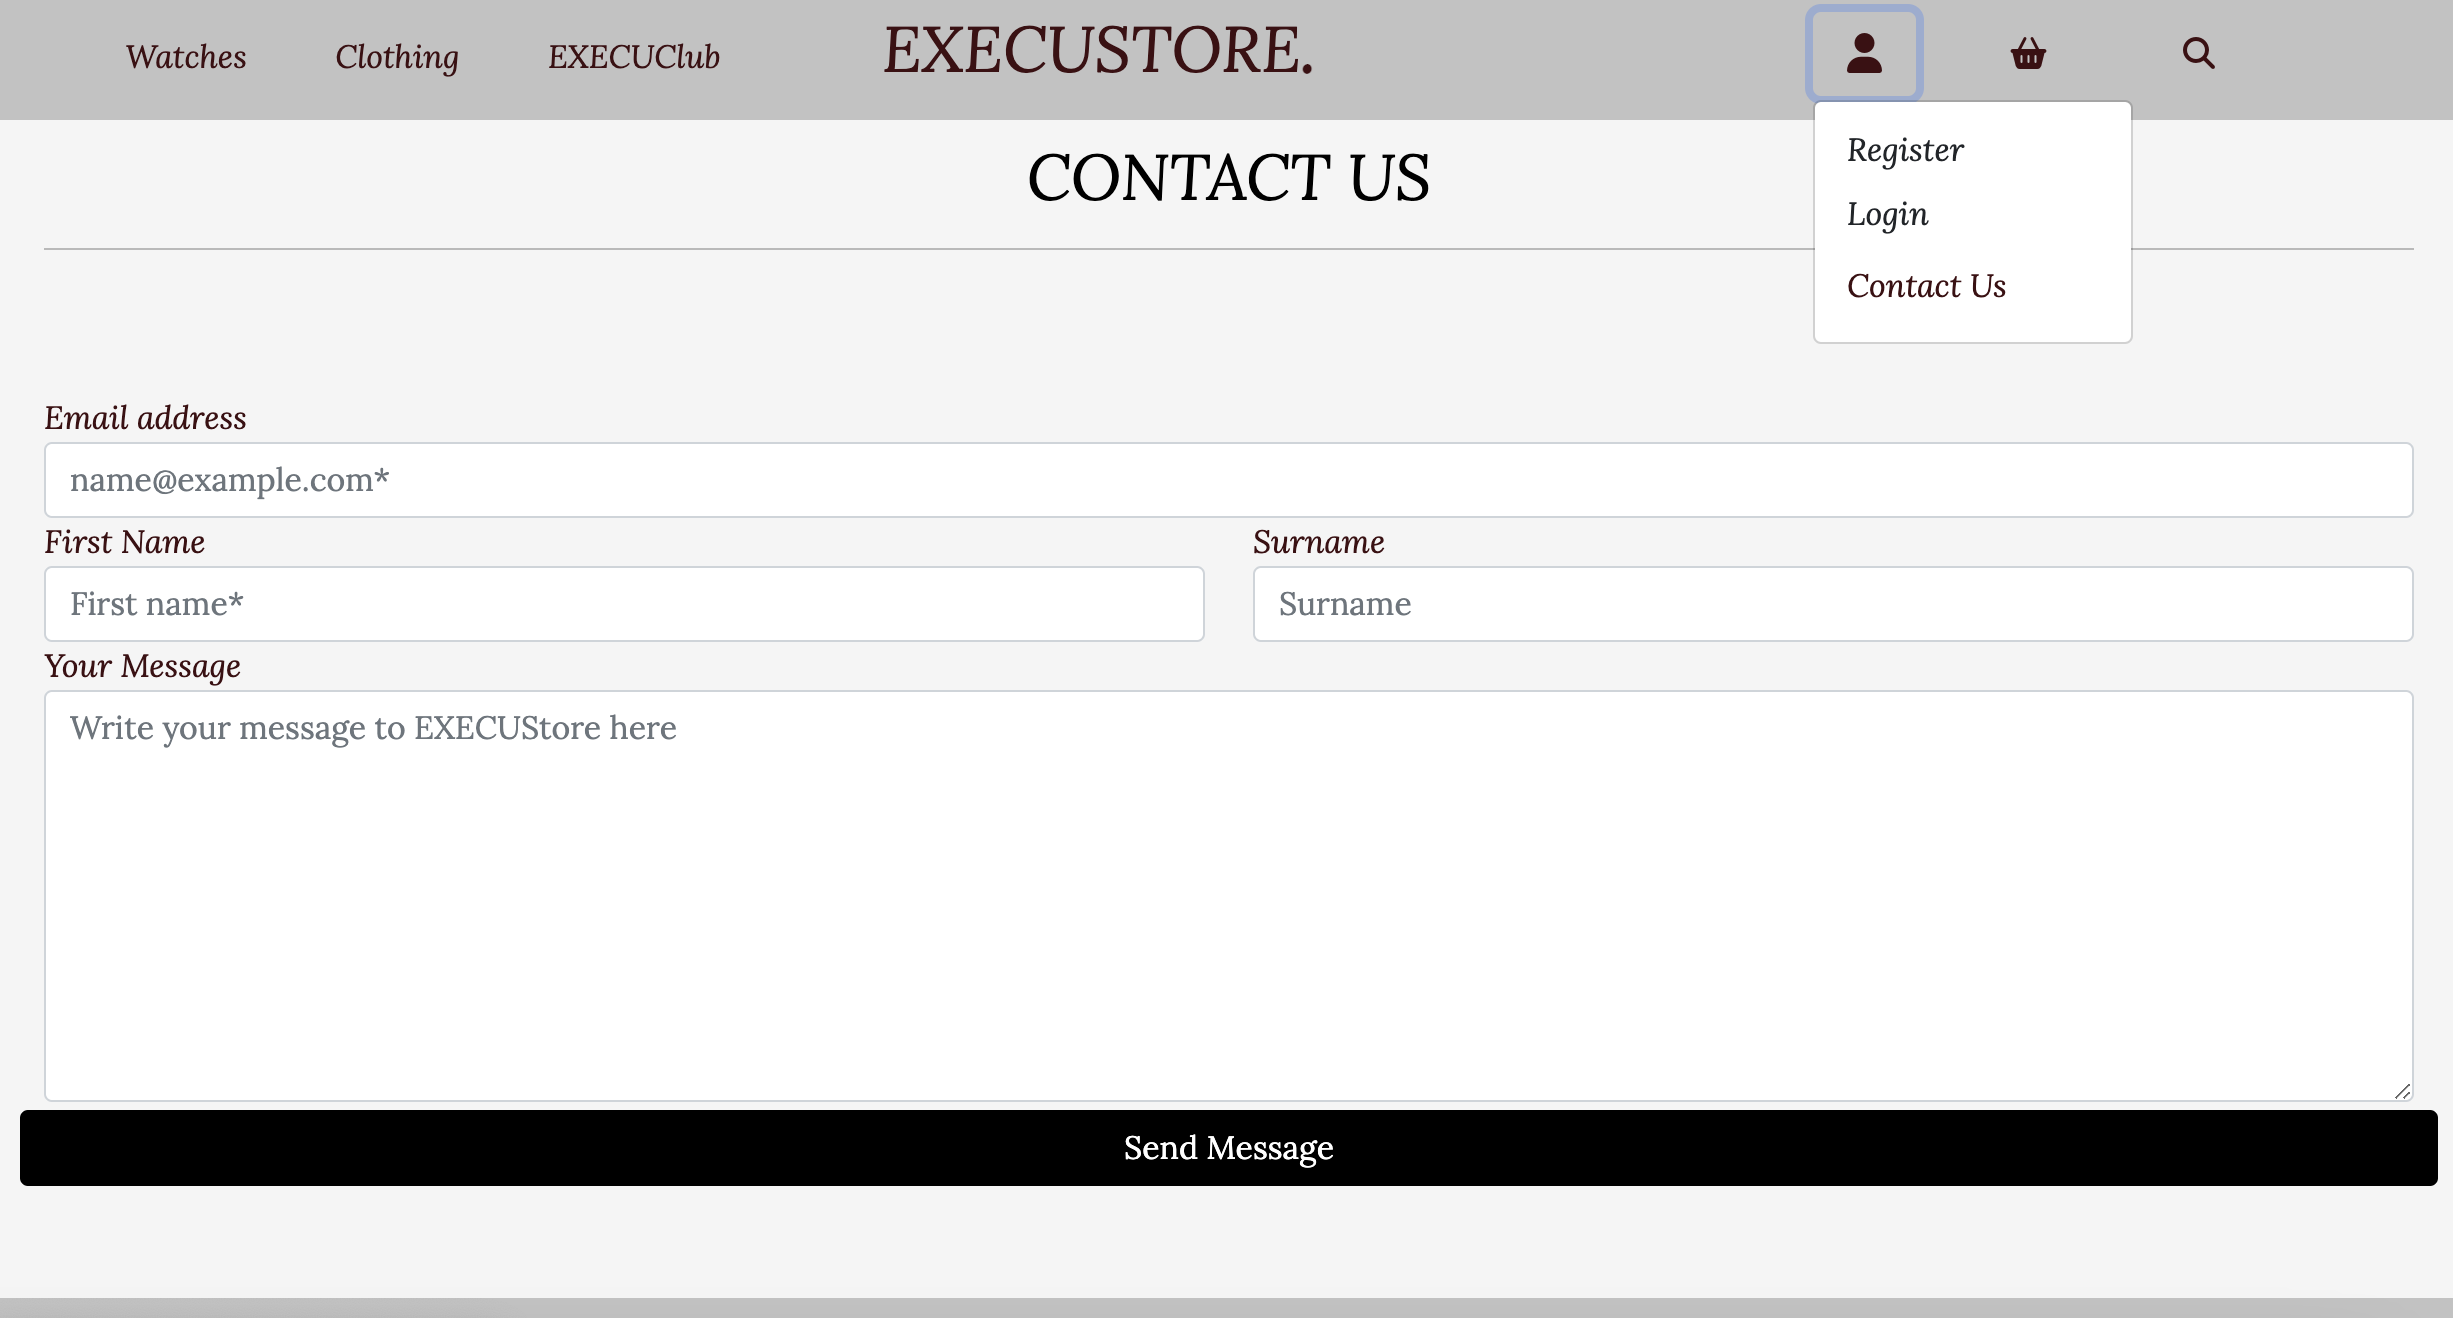 Watches Clothing EXECUClub EXECUSTORE.
CONTACT US
Register
Login
Contact Us
Email address
name@example.com*
First Name Surname
First name* Surname
Your Message
Write your message to EXECUStore here
Send Message